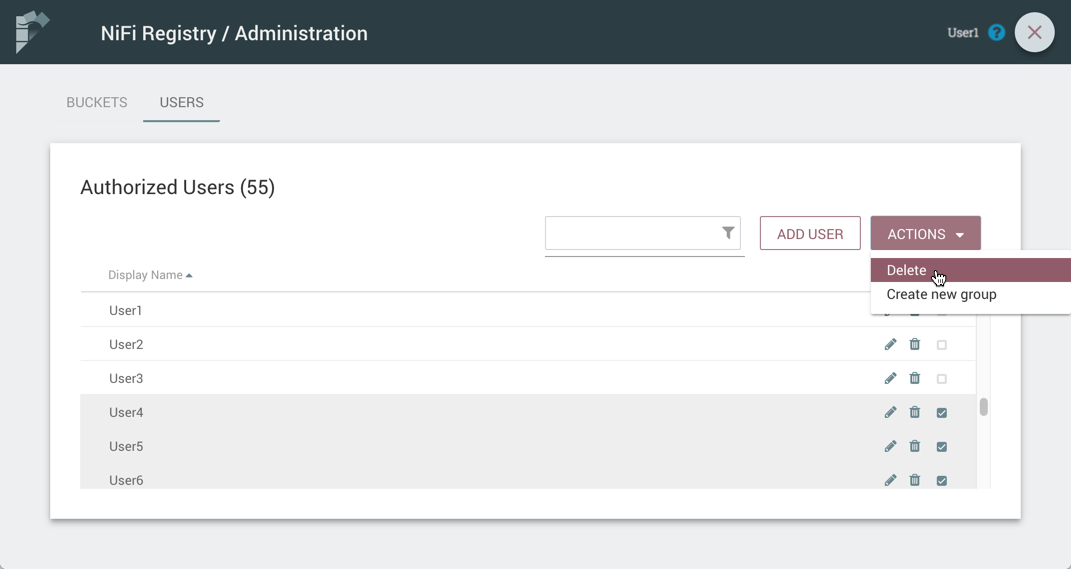 NiFi Registry / Administration
User1
BUCKETS USERS
Authorized Users (55)
ADD USER ACTIONS
Delete
Create new group
Display Name
User1
User2
User3
User4
User5
User6